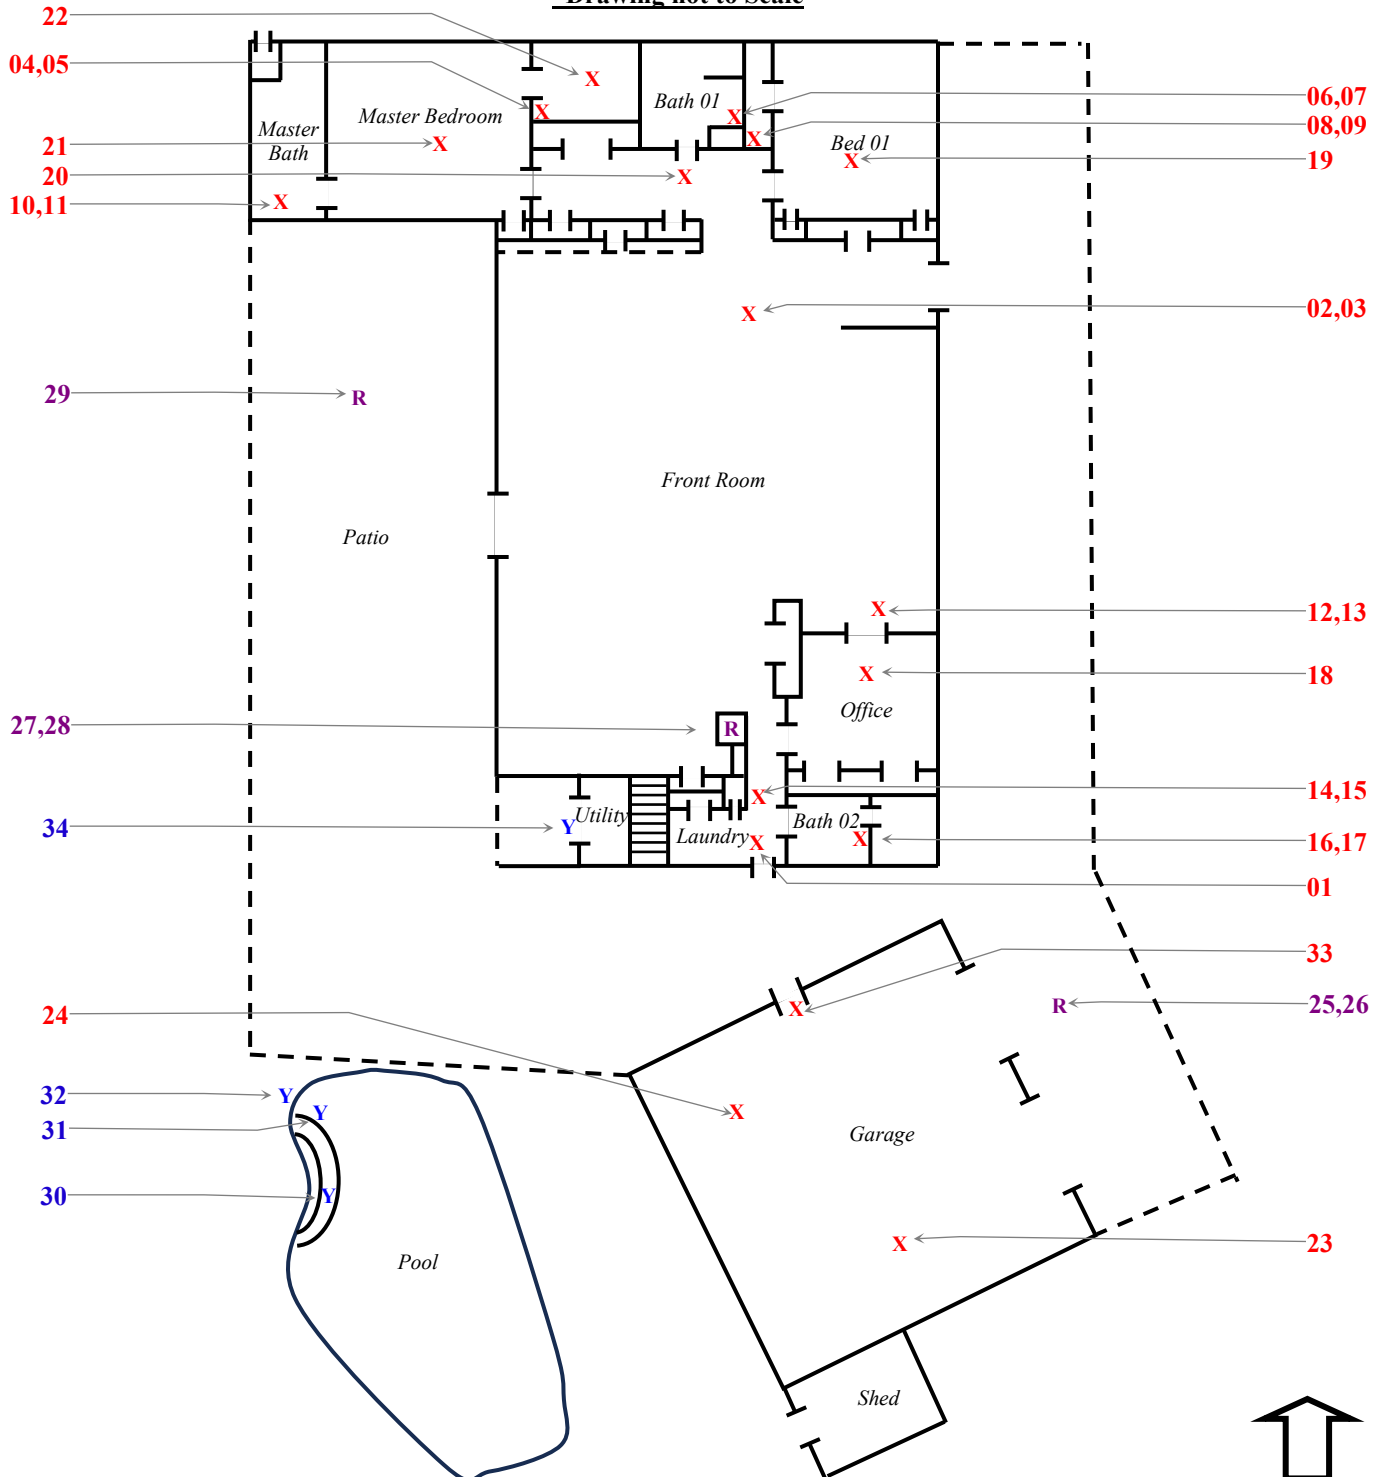 Drawing not to Scale
22
04,05
21
20
10,11
29
27,28
34
24
32
31
30
06,07
08,09
19
02,03
12,13
18
14,15
16,17
01
33
25,26
23
X
X
Master Bedroom
X
Master
Bath
X
Bath 01
X
X
Bed 01
X
X
X
R
Front Room
Patio
X
X
Office
R
X
Utility
Y
Laundry
X
Bath 02
X
X
R
Y
Y
X
Garage
Y
X
Pool
Shed